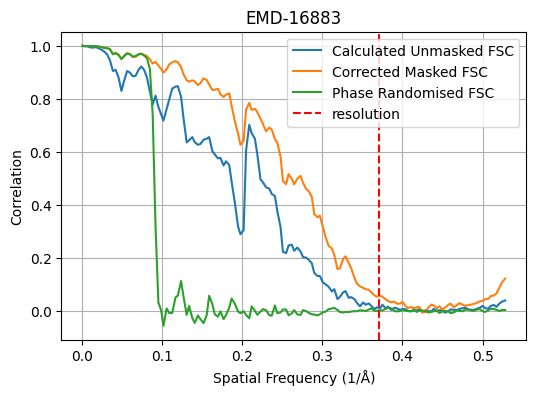 EMD-16883
Calculated Unmasked FSC
Corrected Masked FSC
Phase Randomised FSC
resolution
Correlation
1.0
0.8
0.6
0.4
0.2
0.0
0.0 0.1 0.2 0.3 0.4 0.5
Spatial Frequency (1/Å)